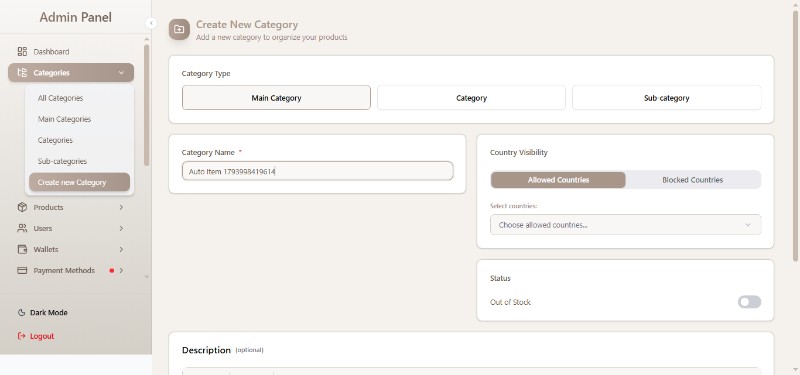 Admin Panel
Dashboard
Categories
All Categories
Main Categories
Categories
Sub-categories
Create new Category
Products
Users
Wallets
Payment Methods
Dark Mode
Logout
Create New Category
Add a new category to organize your products
Category Type
Main Category
Category
Sub-category
Category Name *
Auto Item 1793998419614
Country Visibility
Allowed Countries
Blocked Countries
Select countries:
Choose allowed countries...
Status
Out of Stock
Description (optional)